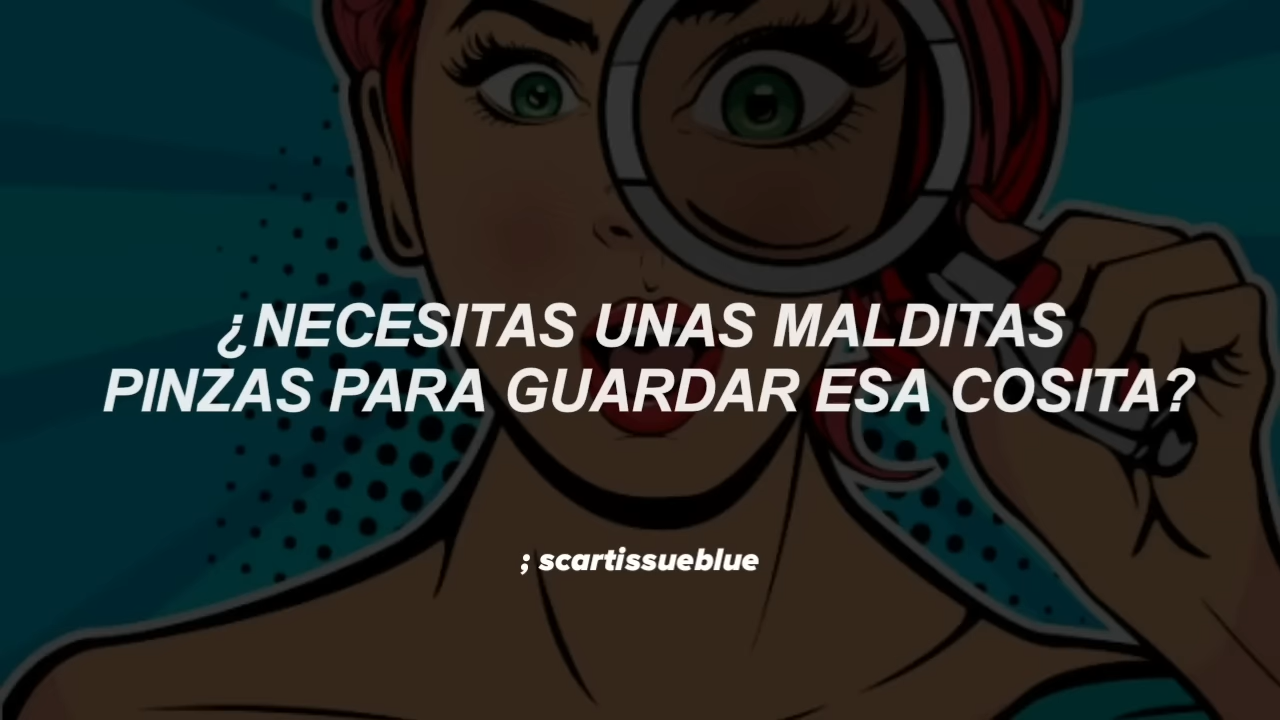 ¿NECESITAS UNAS MALDITAS
PINZAS PARA GUARDAR ESA COSITA?
; scartissueblue